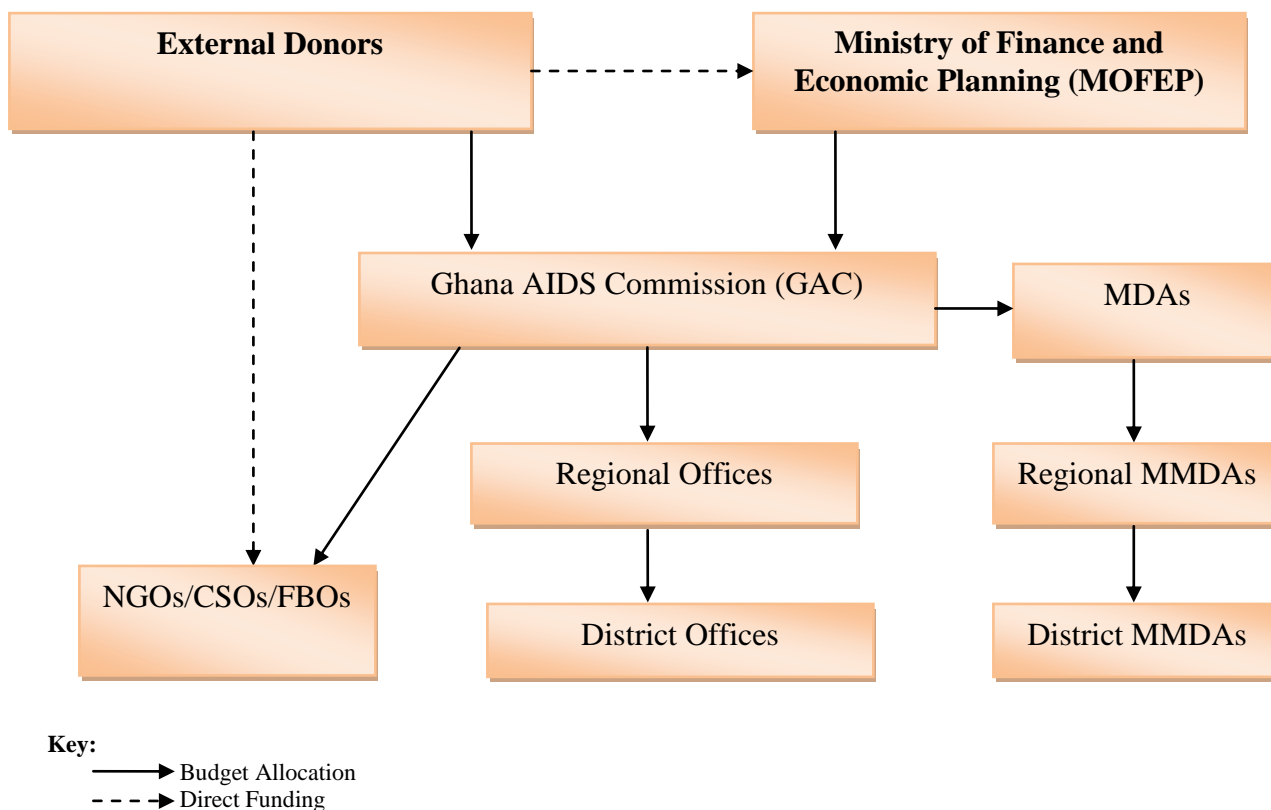 External Donors
Ministry of Finance and
Economic Planning (MOFEP)
Ghana AIDS Commission (GAC)
MDAs
Regional Offices
Regional MMDAs
NGOs/CSOs/FBOs
District Offices
District MMDAs
Key:
Budget Allocation
Direct Funding